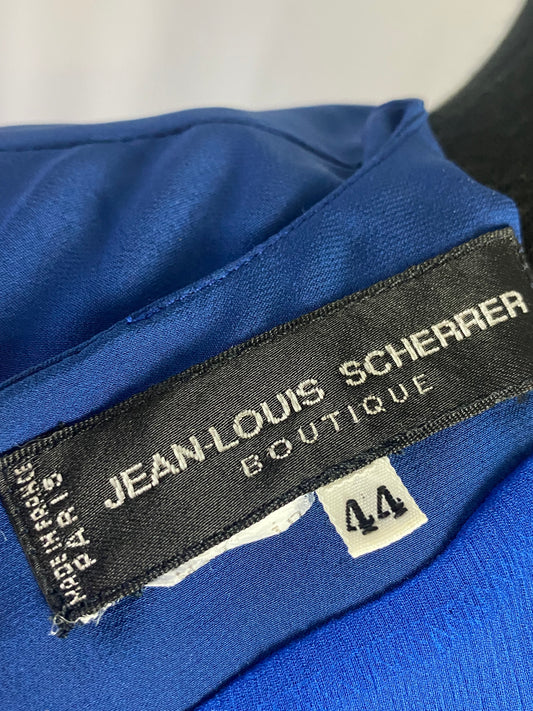 JEAN-LOUIS SCHERRER
BOUTIQUE
MADE IN FRANCE
PARIS
44